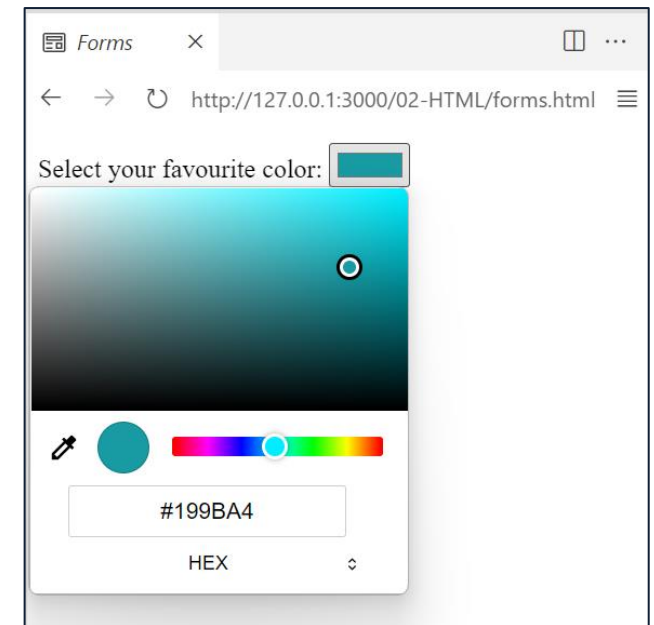 Forms
http://127.0.0.1:3000/02-HTML/forms.html
Select your favourite color:
#199BA4
HEX